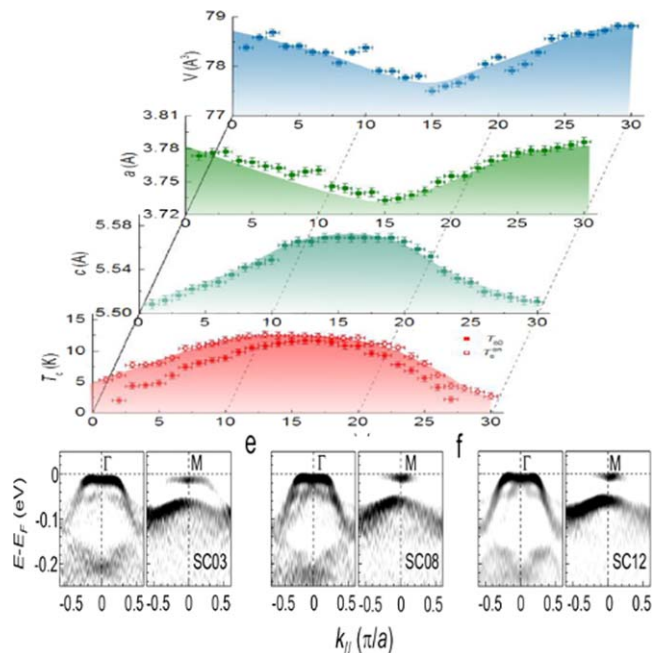 79
V (Å³)
78
77
0 5 10 15 20 25 30
3.81
a (Å)
3.78
3.75
3.72
0 5 10 15 20 25 30
5.58
c (Å)
5.54
5.50
0 5 10 15 20 25 30
15
T_c (K)
10
5
0
T_c0
T_c^on
0 5 10 15 20 25 30
e f
Γ M Γ M Γ M
0
E-E_F (eV)
-0.1
-0.2
SC03 SC08 SC12
-0.5 0 0.5 -0.5 0 0.5 -0.5 0 0.5 -0.5 0 0.5 -0.5 0 0.5 -0.5 0 0.5
k_// (π/a)